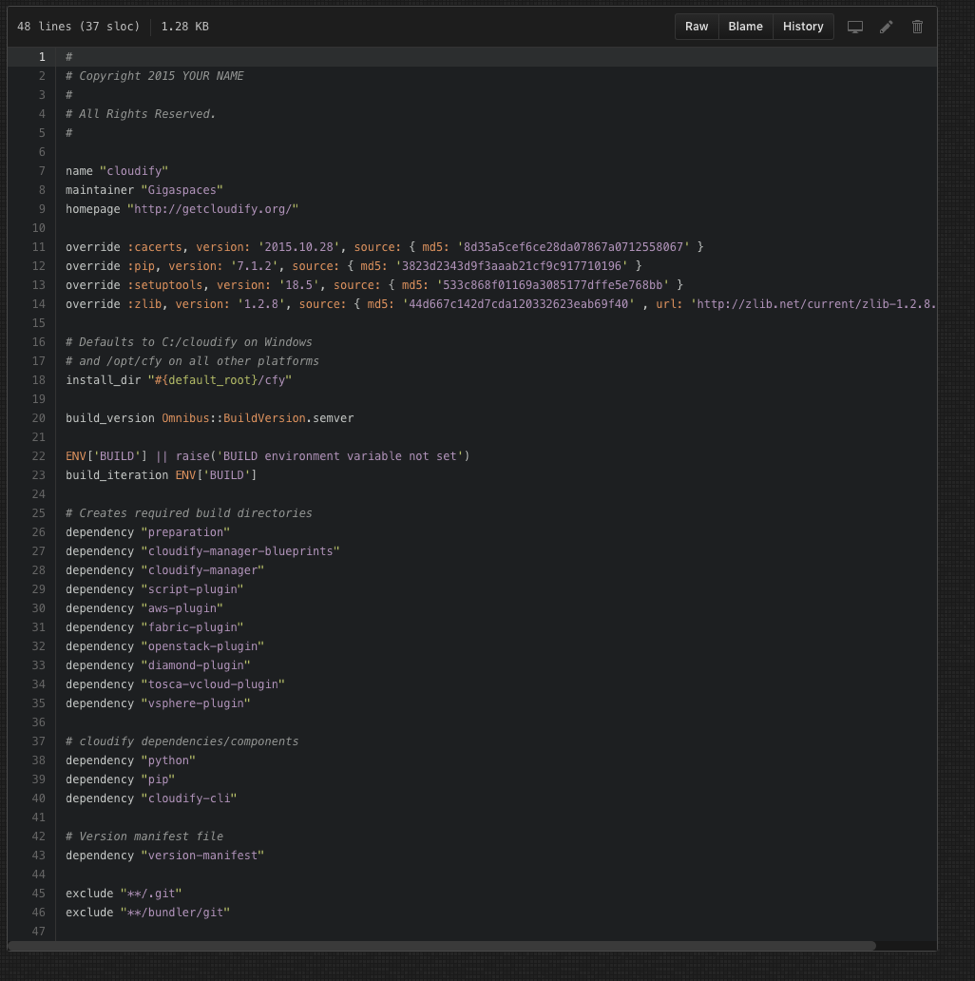 48 lines (37 sloc) 1.28 KB Raw Blame History
1 #
2 # Copyright 2015 YOUR NAME
3 #
4 # All Rights Reserved.
5 #
6
7 name "cloudify"
8 maintainer "Gigaspaces"
9 homepage "http://getcloudify.org/"
10
11 override :cacerts, version: '2015.10.28', source: { md5: '8d35a5cef6ce28da07867a0712558067' }
12 override :pip, version: '7.1.2', source: { md5: '3823d2343d9f3aaab21cf9c917710196' }
13 override :setuptools, version: '18.5', source: { md5: '533c868f01169a3085177dffe5e768bb' }
14 override :zlib, version: '1.2.8', source: { md5: '44d667c142d7cda120332623eab69f40' , url: 'http://zlib.net/current/zlib-1.2.8.
15
16 # Defaults to C:/cloudify on Windows
17 # and /opt/cfy on all other platforms
18 install_dir "#{default_root}/cfy"
19
20 build_version Omnibus::BuildVersion.semver
21
22 ENV['BUILD'] || raise('BUILD environment variable not set')
23 build_iteration ENV['BUILD']
24
25 # Creates required build directories
26 dependency "preparation"
27 dependency "cloudify-manager-blueprints"
28 dependency "cloudify-manager"
29 dependency "script-plugin"
30 dependency "aws-plugin"
31 dependency "fabric-plugin"
32 dependency "openstack-plugin"
33 dependency "diamond-plugin"
34 dependency "tosca-vcloud-plugin"
35 dependency "vsphere-plugin"
36
37 # cloudify dependencies/components
38 dependency "python"
39 dependency "pip"
40 dependency "cloudify-cli"
41
42 # Version manifest file
43 dependency "version-manifest"
44
45 exclude "**/.git"
46 exclude "**/bundler/git"
47